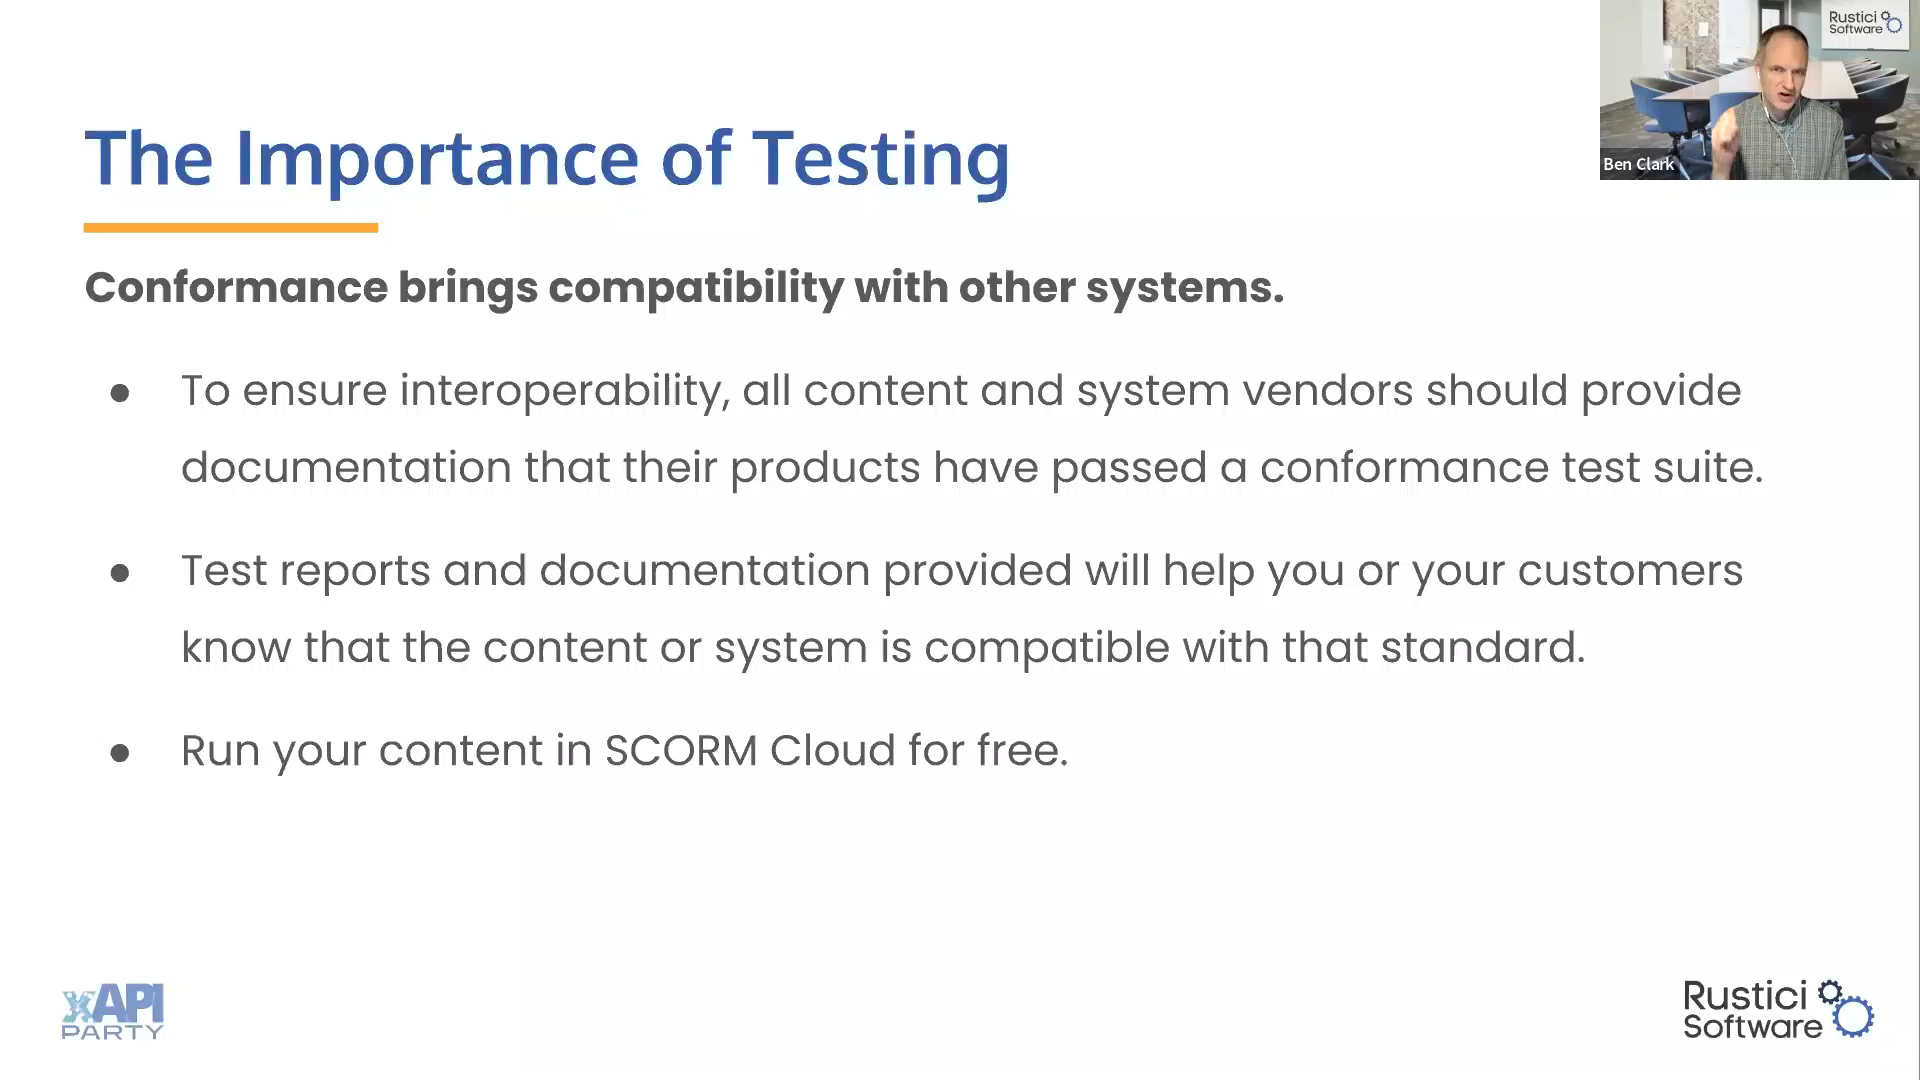 Rustici
Software
Ben Clark
The Importance of Testing
Conformance brings compatibility with other systems.
● To ensure interoperability, all content and system vendors should provide
documentation that their products have passed a conformance test suite.
● Test reports and documentation provided will help you or your customers
know that the content or system is compatible with that standard.
● Run your content in SCORM Cloud for free.
xAPI
PARTY
Rustici
Software